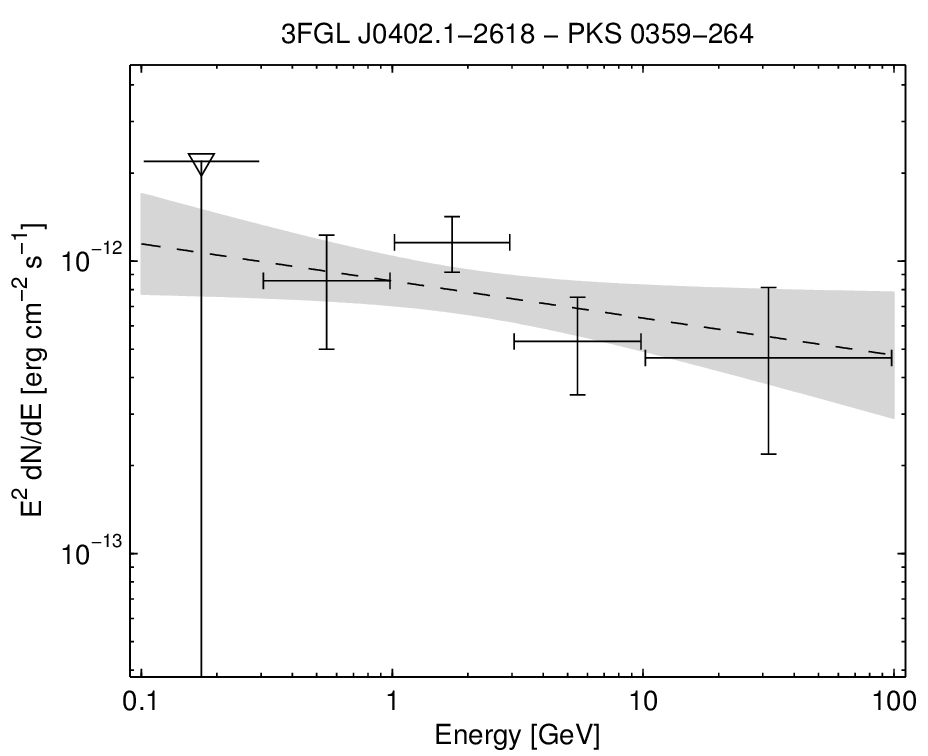 3FGL J0402.1−2618 − PKS 0359−264
E² dN/dE [erg cm⁻² s⁻¹]
10⁻¹²
10⁻¹³
0.1 1 10 100
Energy [GeV]